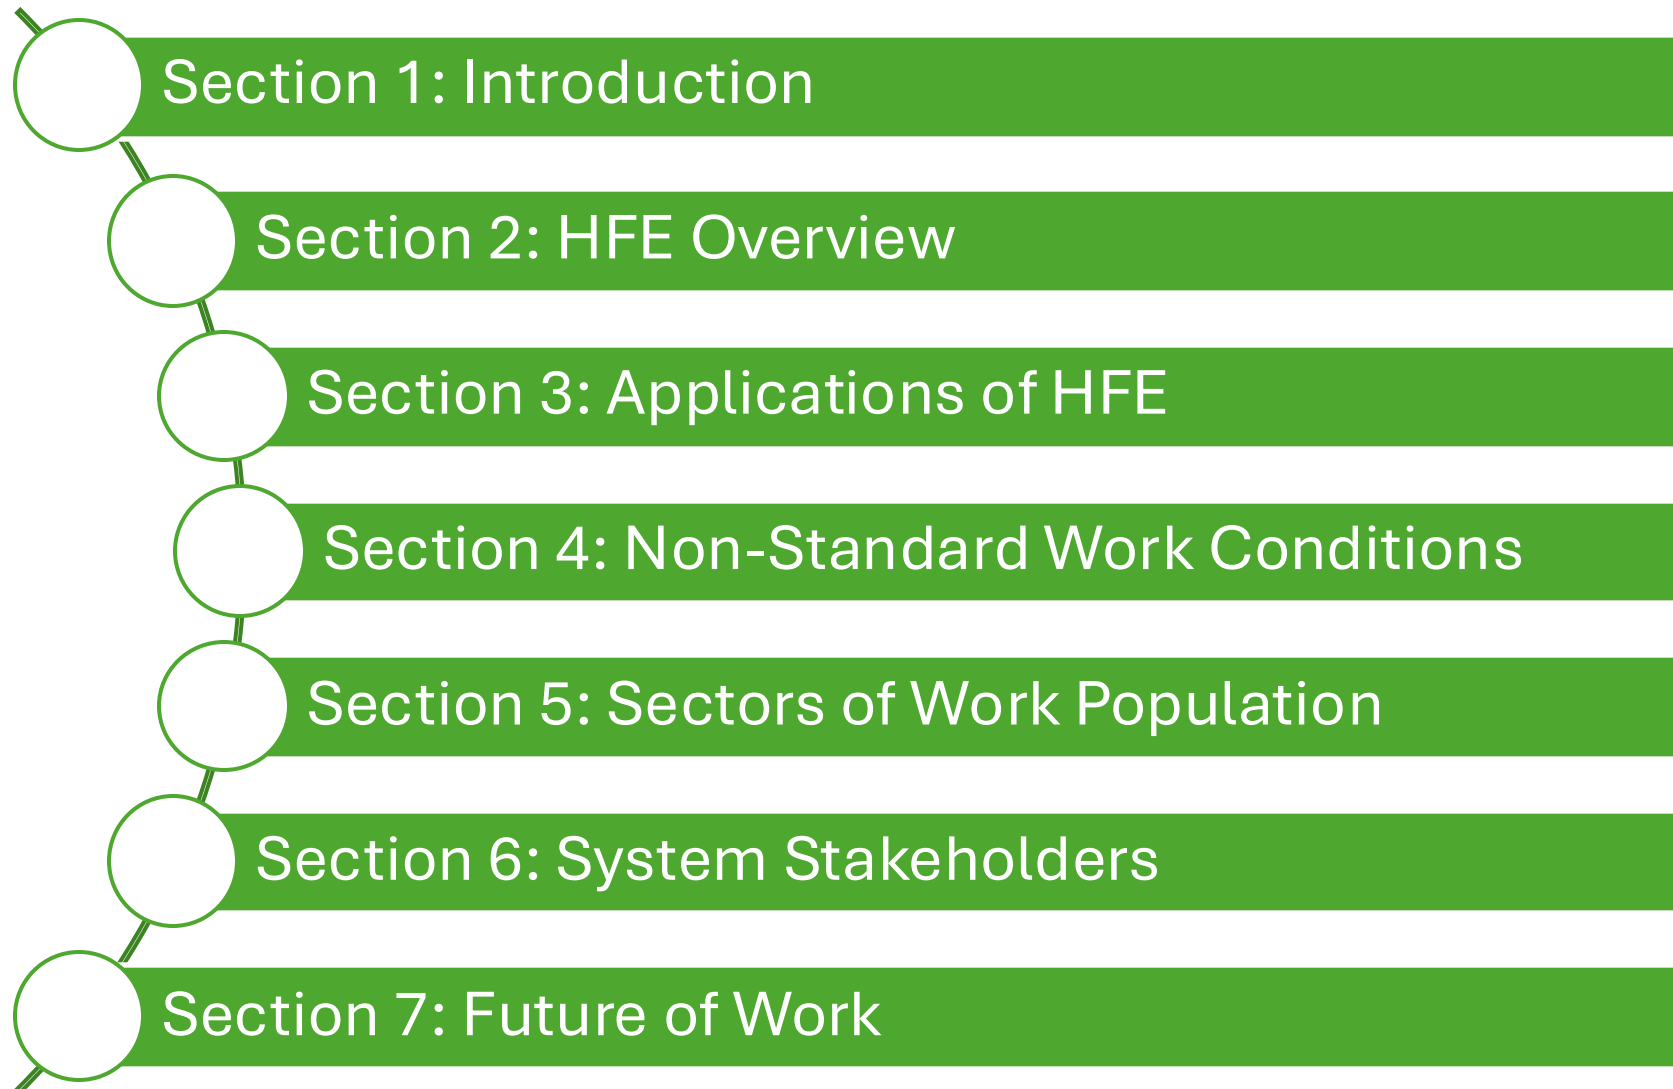 Section 1: Introduction
Section 2: HFE Overview
Section 3: Applications of HFE
Section 4: Non-Standard Work Conditions
Section 5: Sectors of Work Population
Section 6: System Stakeholders
Section 7: Future of Work